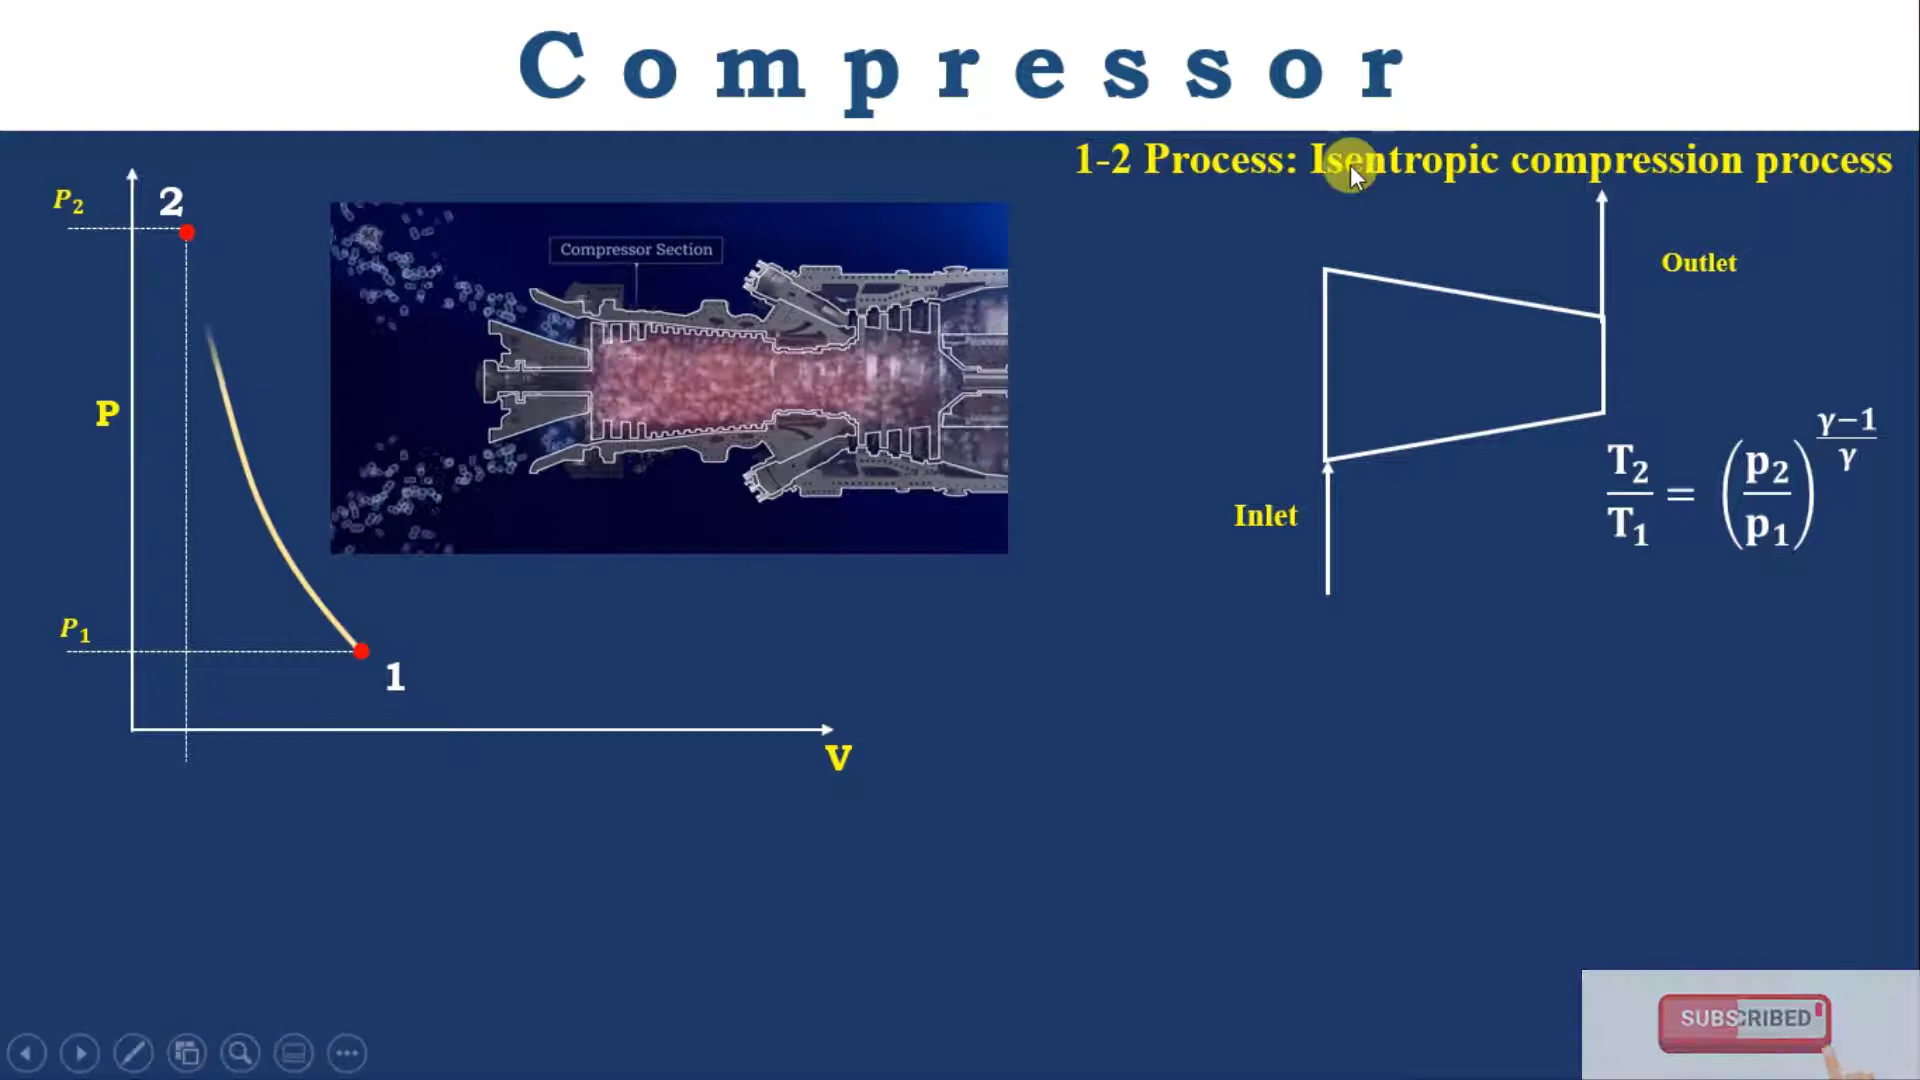 Compressor
1-2 Process: Isentropic compression process
P₂
2
Compressor Section
Outlet
P
Inlet
T₂/T₁ = (p₂/p₁)^((γ−1)/γ)
P₁
1
V
SUBSCRIBED